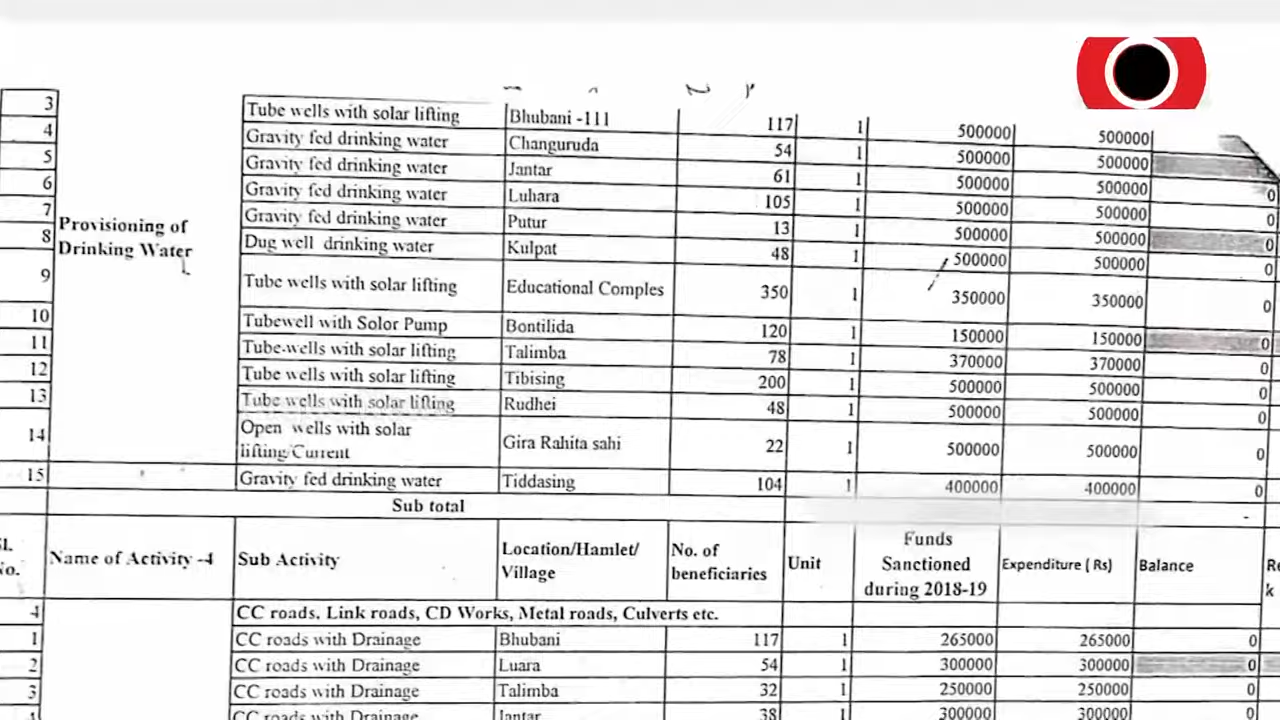 3 Tube wells with solar lifting Bhubani -111 117 1 500000 500000
4 Gravity fed drinking water Changuruda 54 1 500000 500000
5 Gravity fed drinking water Jantar 61 1 500000 500000 0
6 Gravity fed drinking water Luhara 105 1 500000 500000 0
7 Gravity fed drinking water Putur 13 1 500000 500000 0
8 Dug well drinking water Kulpat 48 1 500000 500000 0
Provisioning of
Drinking Water
9 Tube wells with solar lifting Educational Comples 350 1 350000 350000 0
10 Tubewell with Solor Pump Bontilida 120 1 150000 150000 0
11 Tube-wells with solar lifting Talimba 78 1 370000 370000 0
12 Tube wells with solar lifting Tibising 200 1 500000 500000 0
13 Tube wells with solar lifting Rudhei 48 1 500000 500000 0
14 Open wells with solar
lifting/Current Gira Rahita sahi 22 1 500000 500000 0
15 Gravity fed drinking water Tiddasing 104 1 400000 400000 0
Sub total -
No. Name of Activity -4 Sub Activity Location/Hamlet/
Village No. of
beneficiaries Unit Funds
Sanctioned
during 2018-19 Expenditure ( Rs) Balance
4 CC roads, Link roads, CD Works, Metal roads, Culverts etc.
1 CC roads with Drainage Bhubani 117 1 265000 265000 0
2 CC roads with Drainage Luara 54 1 300000 300000 0
3 CC roads with Drainage Talimba 32 1 250000 250000 0
4 CC roads with Drainage Jantar 38 1 300000 300000 0